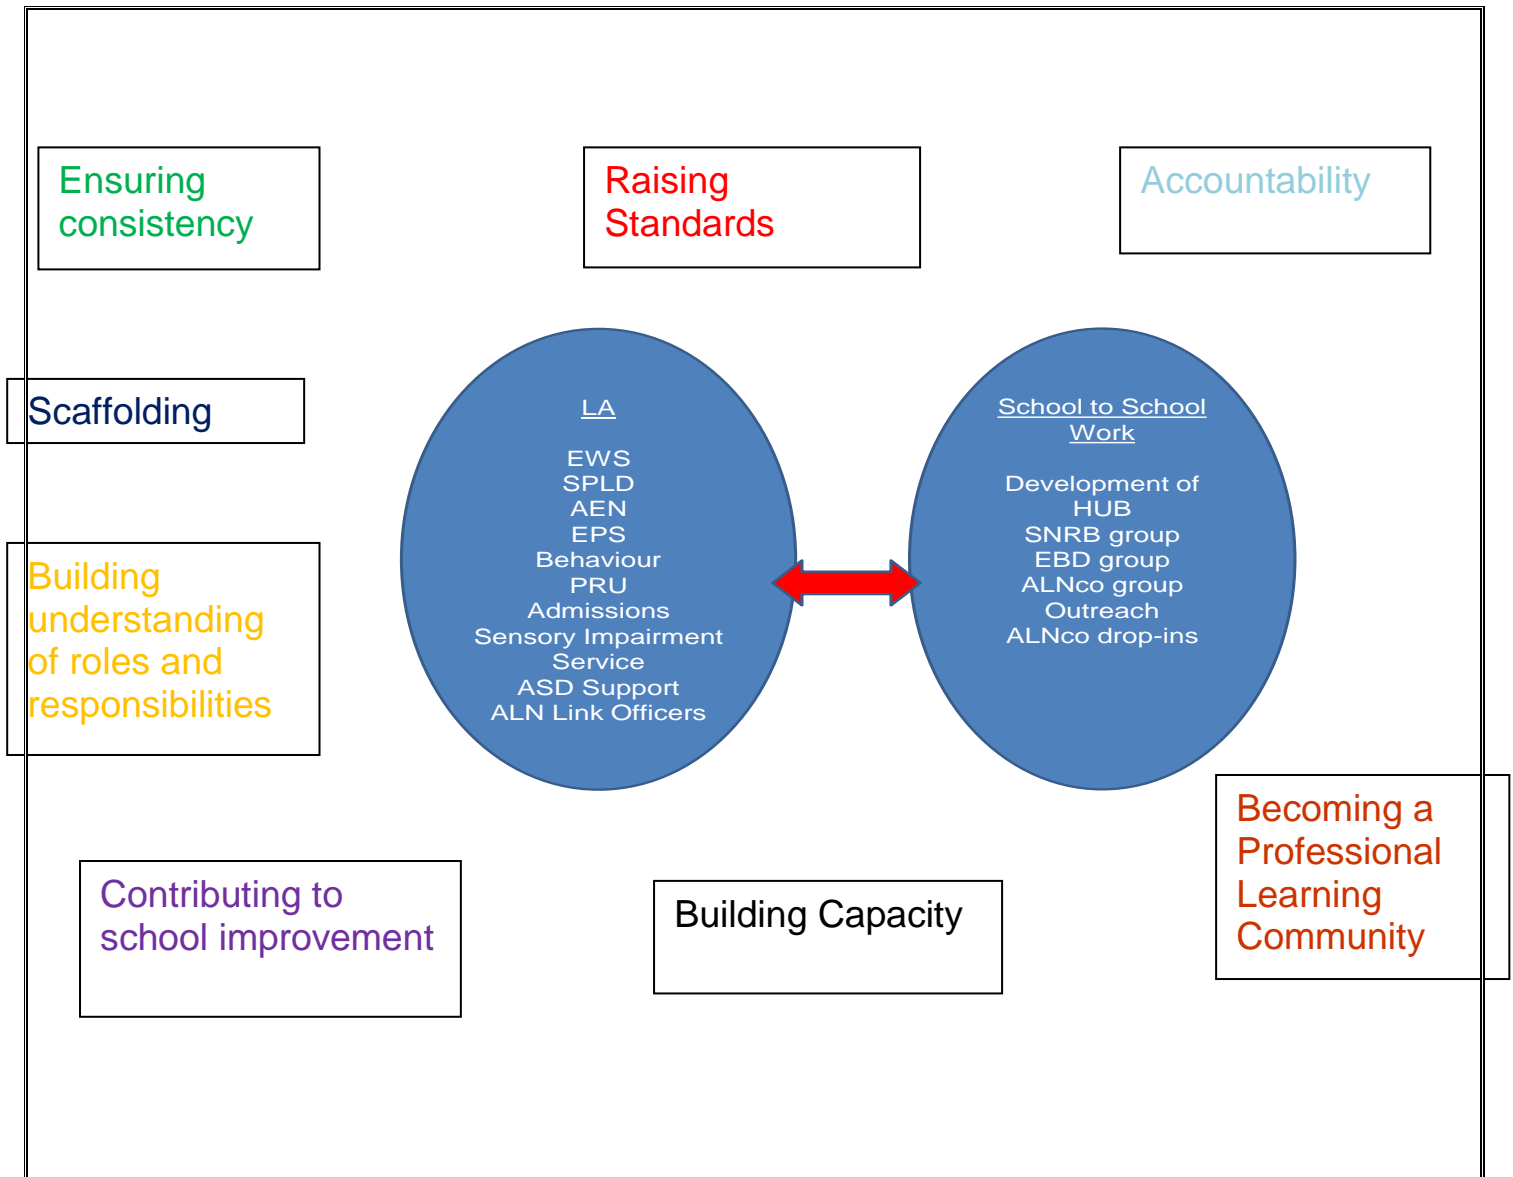 Ensuring
consistency
Raising
Standards
Accountability
Scaffolding
Building
understanding
of roles and
responsibilities
LA
EWS
SPLD
AEN
EPS
Behaviour
PRU
Admissions
Sensory Impairment
Service
ASD Support
ALN Link Officers
School to School
Work
Development of
HUB
SNRB group
EBD group
ALNco group
Outreach
ALNco drop-ins
Becoming a
Professional
Learning
Community
Contributing to
school improvement
Building Capacity